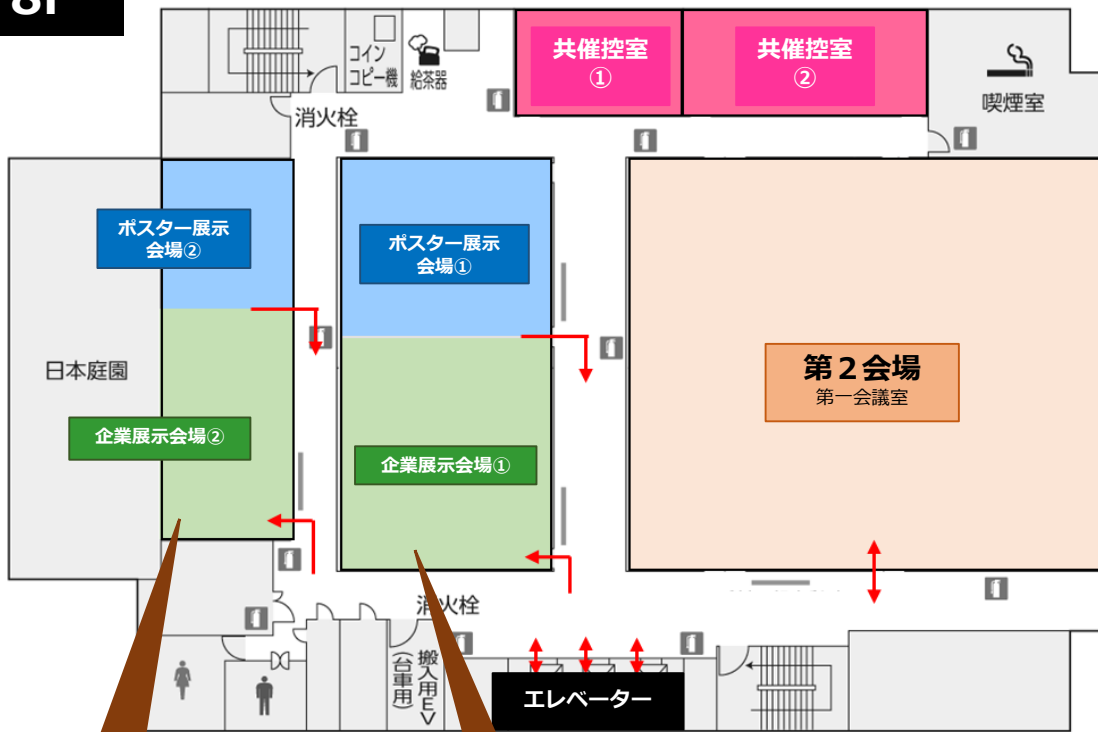 8F
コイン
コピー機
給茶器
共催控室
①
共催控室
②
喫煙室
消火栓
ポスター展示
会場②
ポスター展示
会場①
日本庭園
第２会場
第一会議室
企業展示会場②
企業展示会場①
消火栓
搬入用EV
(台車用)
エレベーター